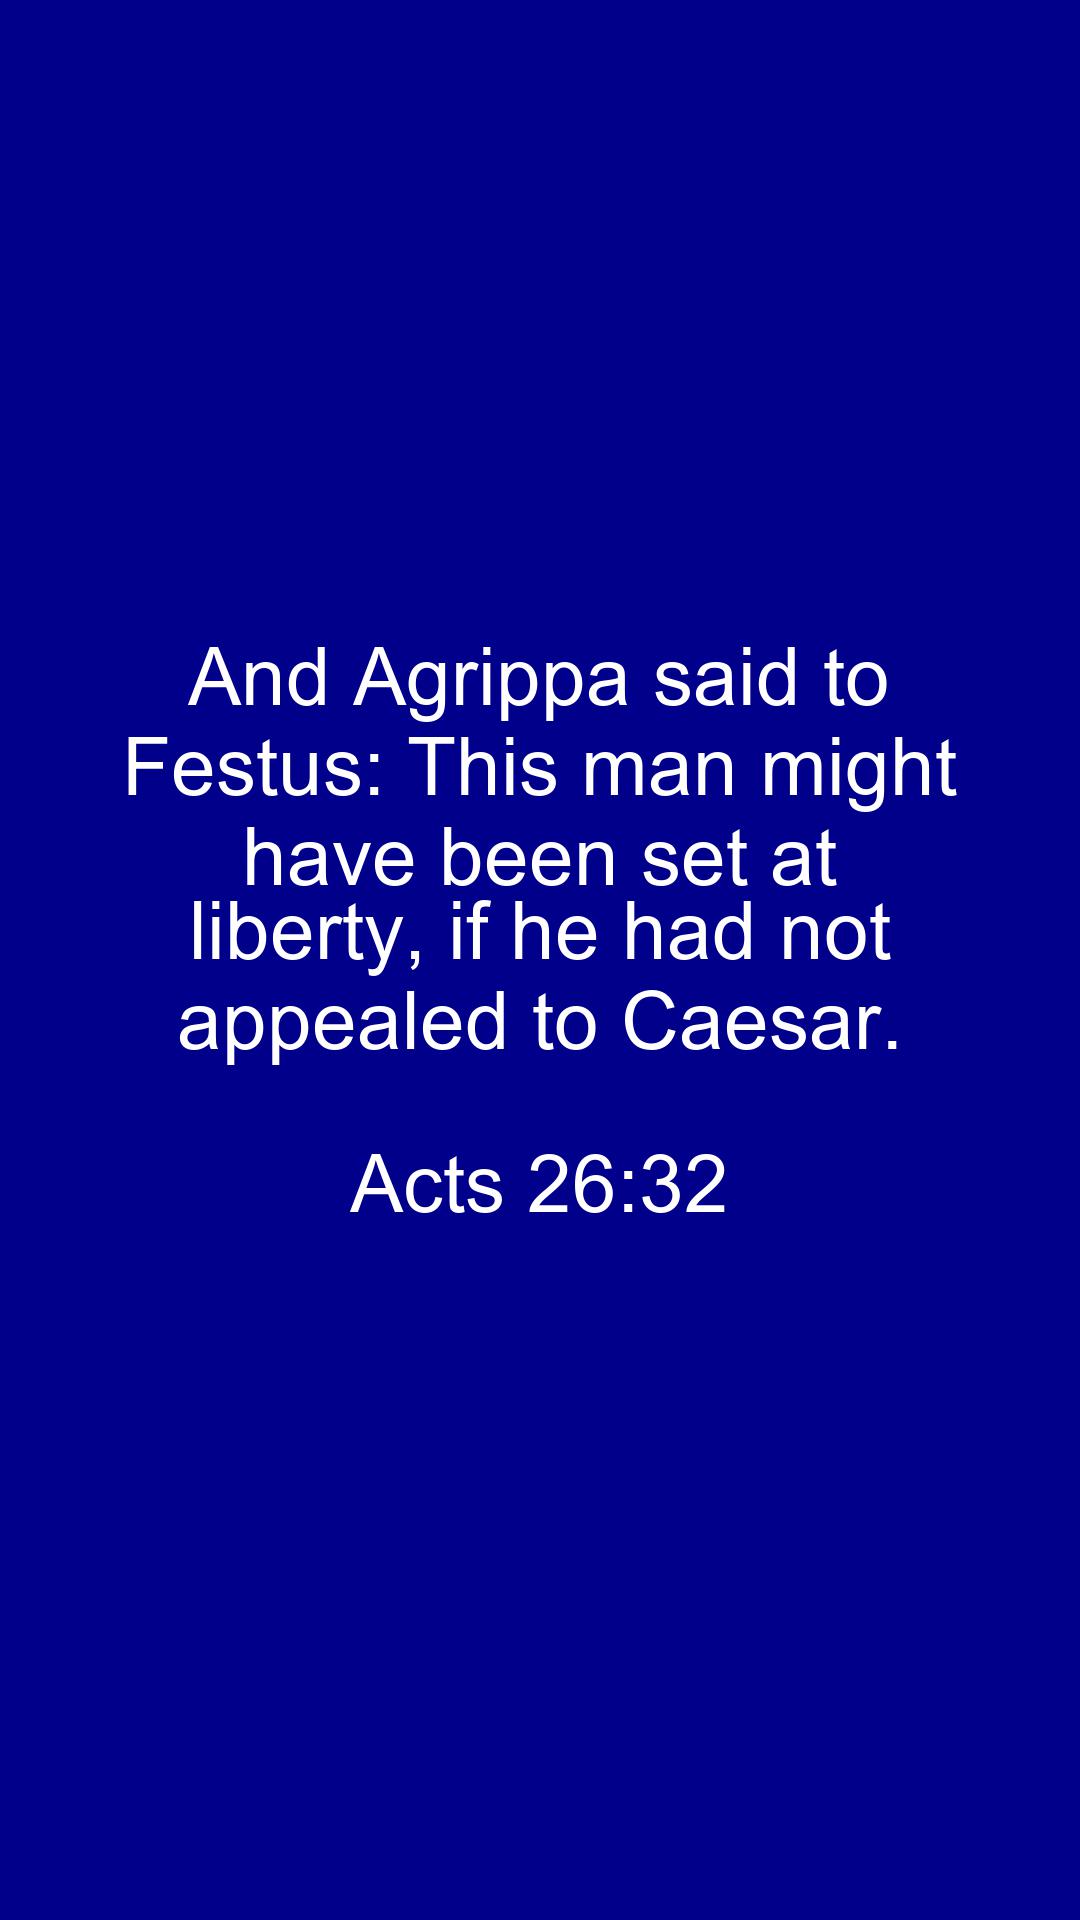 And Agrippa said to
Festus: This man might
have been set at
liberty, if he had not
appealed to Caesar.
Acts 26:32